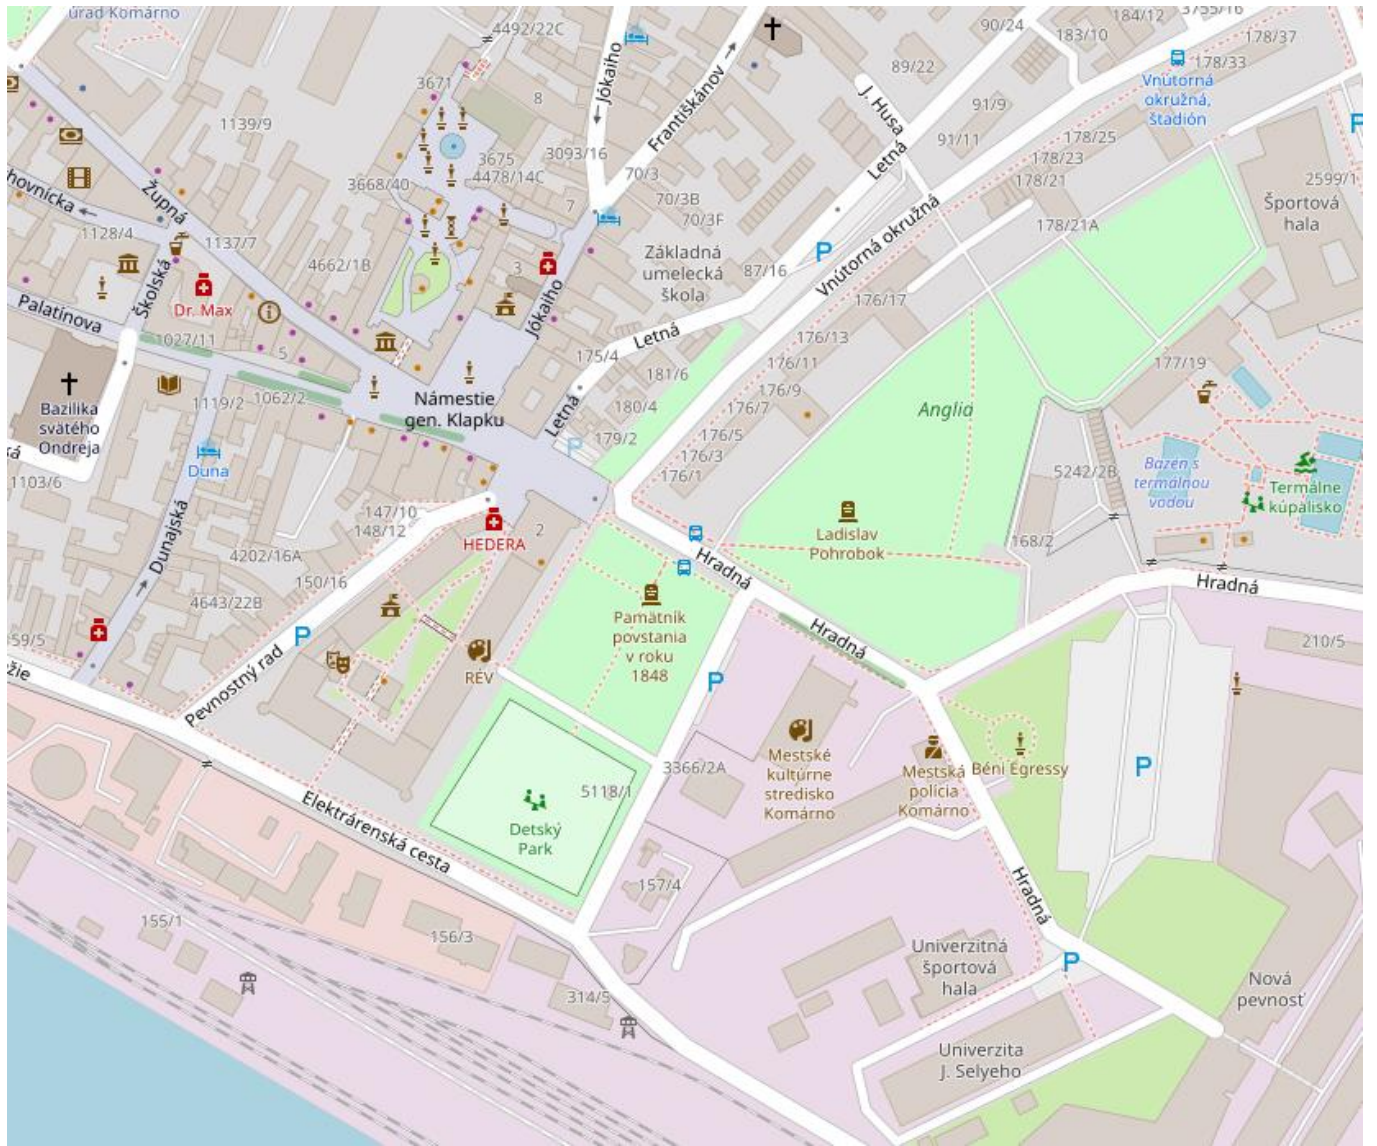 úrad Komárno
4492/22C
90/24
184/12
3755/16
183/10
178/37
178/33
89/22
Vnútorná
okružná,
štadión
3671
8
Jókaiho
Františkánov
J. Husa
91/9
91/11
1139/9
3093/16
178/25
3675
4478/14C
70/3
Letná
178/23
3668/40
178/21
2599/1
hovnícka
Župná
7
70/3B
70/3F
178/21A
Športová
hala
1128/4
1137/7
4662/1B
3
Základná
umelecká
škola
87/16
Vnútorná okružná
Školská
Palatínova
Dr. Max
176/17
Jókaiho
Letná
176/13
1027/11
5
175/4
176/11
177/19
181/6
176/9
Bazilika
svätého
Ondreja
1119/2
1062/2
Námestie
gen. Klapku
Letná
180/4
176/7
Anglia
179/2
176/5
176/3
Duna
176/1
5242/2B
Bazén s
termálnou
vodou
Termálne
kúpalisko
ká
1103/6
147/10
148/12
HEDERA
2
Ladislav
Pohrobok
168/2
Dunajská
4202/16A
Hradná
150/16
Hradná
4643/22B
Pamätník
povstania
v roku
1848
Hradná
59/5
210/5
žie
RÉV
Pevnostný rad
Mestské
kultúrne
stredisko
Komárno
Mestská
polícia
Komárno
Béni Egressy
3366/2A
5118/1
Elektrárenská cesta
Detský
Park
157/4
Hradná
155/1
156/3
Univerzitná
športová
hala
314/5
Nová
pevnosť
Univerzita
J. Selyeho